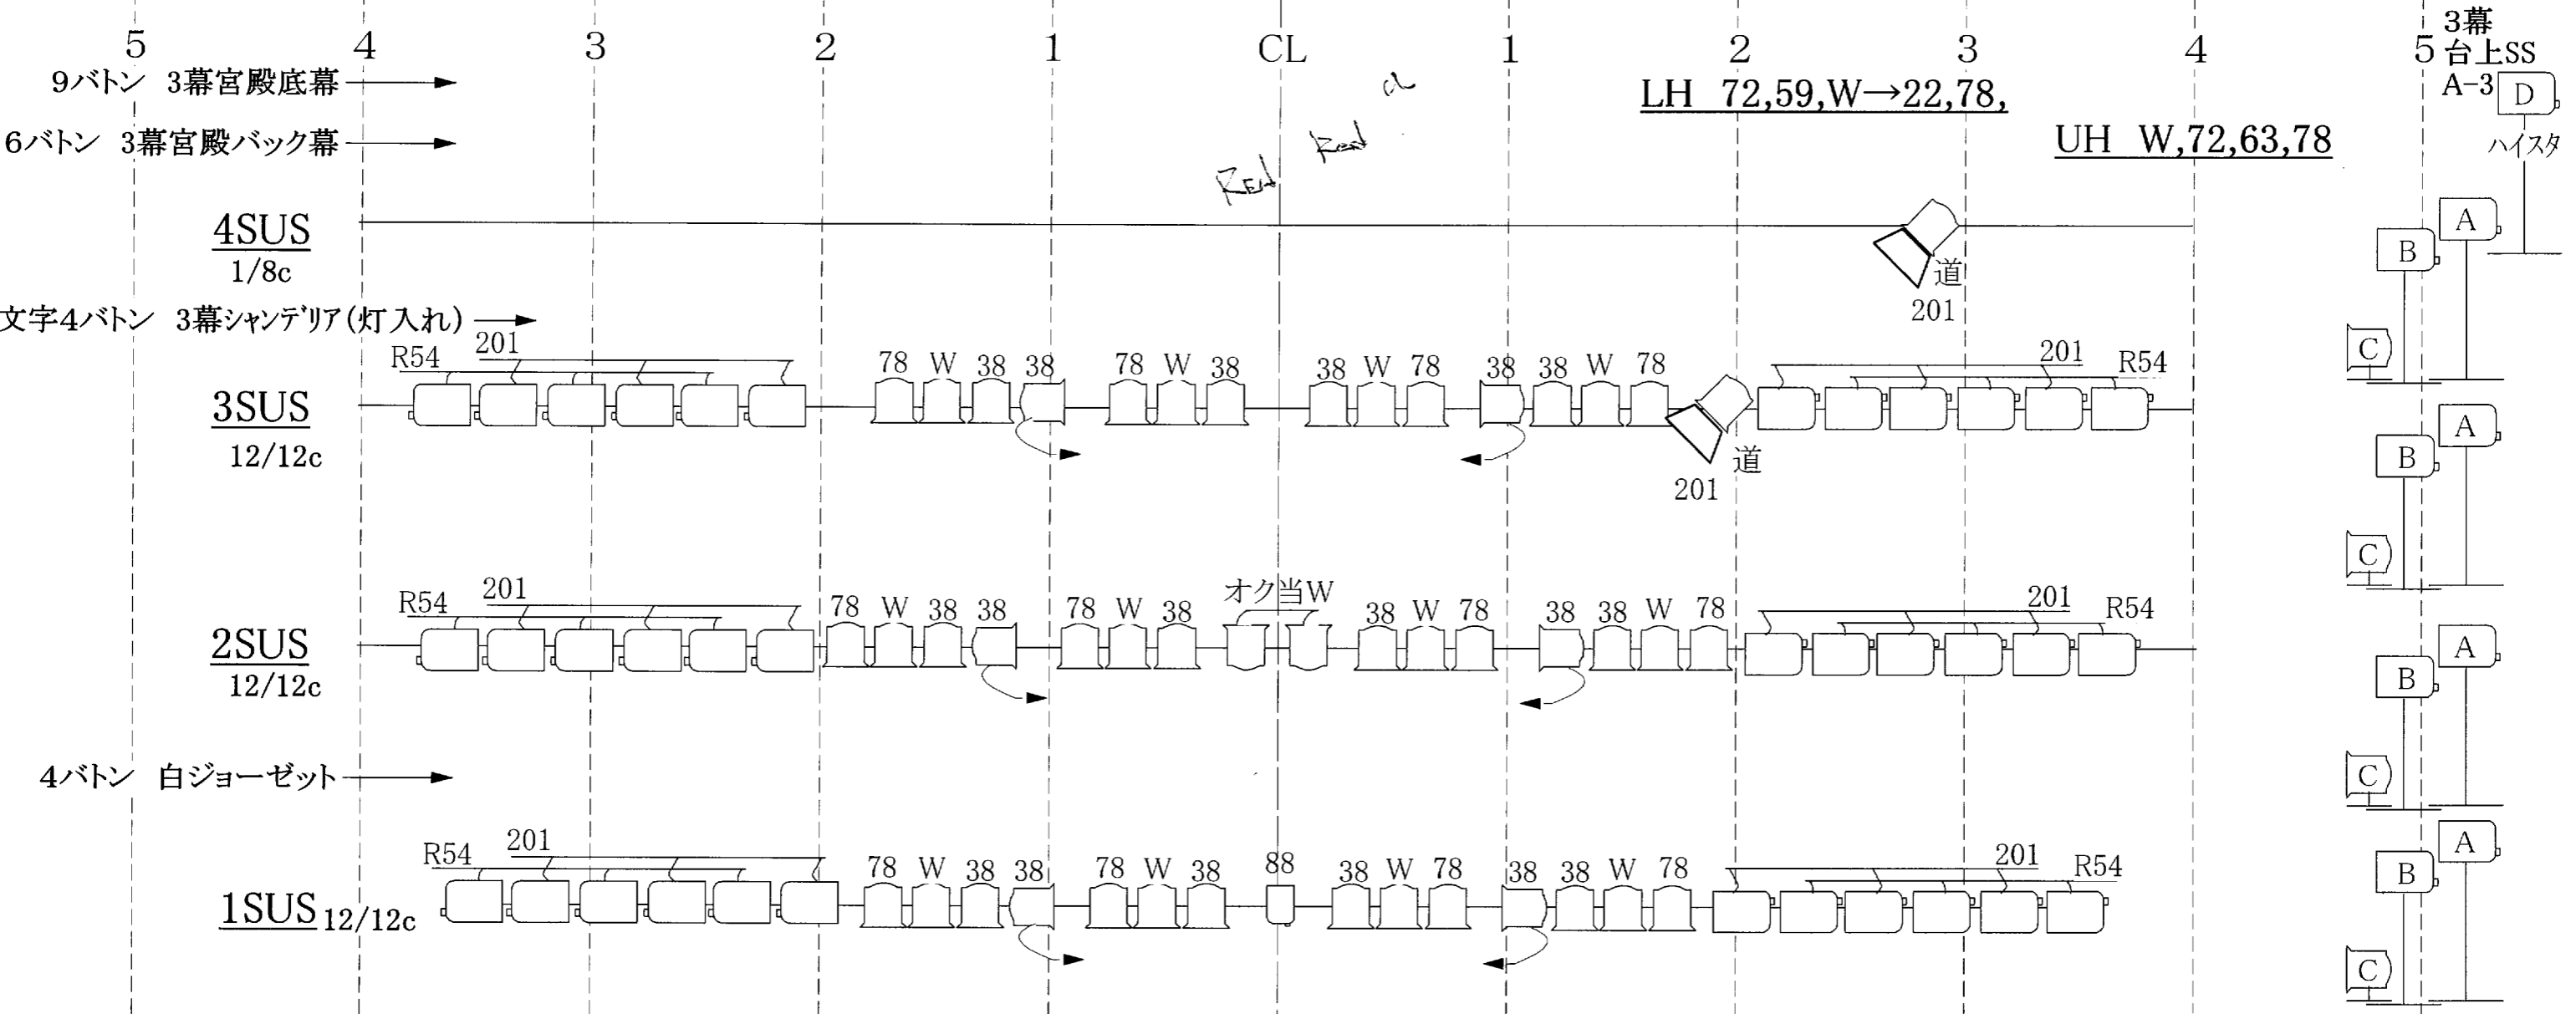 5 4 3 2 1 CL 1 2 3 4 5
3幕
台上SS
A-3 D
ハイスタ
9バトン 3幕宮殿底幕
LH 72,59,W→22,78,
6バトン 3幕宮殿バック幕
UH W,72,63,78
Red
4SUS
1/8c
道
201
A
B
C
文字4バトン 3幕シャンデリア(灯入れ)
R54 201 78 W 38 38 78 W 38 38 W 78 38 38 W 78 201 R54
3SUS
12/12c
道
201
A
B
C
R54 201 78 W 38 38 78 W 38 オク当W 38 W 78 38 38 W 78 201 R54
2SUS
12/12c
A
B
C
4バトン 白ジョーゼット
R54 201 78 W 38 38 78 W 38 88 38 W 78 38 38 W 78 201 R54
1SUS 12/12c
A
B
C